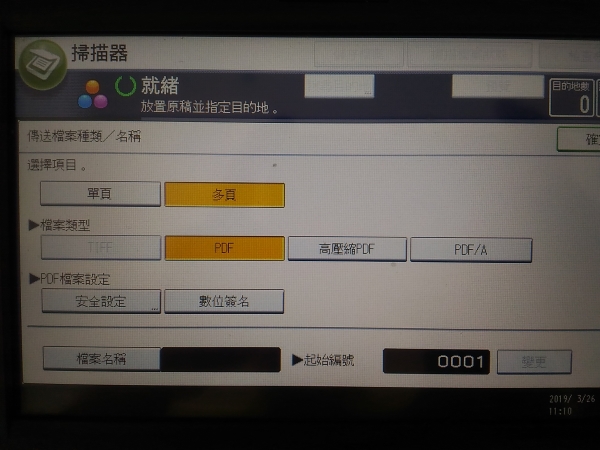 掃描器
就緒
放置原稿並指定目的地。
目的地數
0
傳送檔案種類／名稱
選擇項目。
單頁 多頁
▶檔案類型
TIFF PDF 高壓縮PDF PDF/A
▶PDF檔案設定
安全設定 數位簽名
檔案名稱 ▶起始編號 0001 變更
2019/ 3/26
11:10